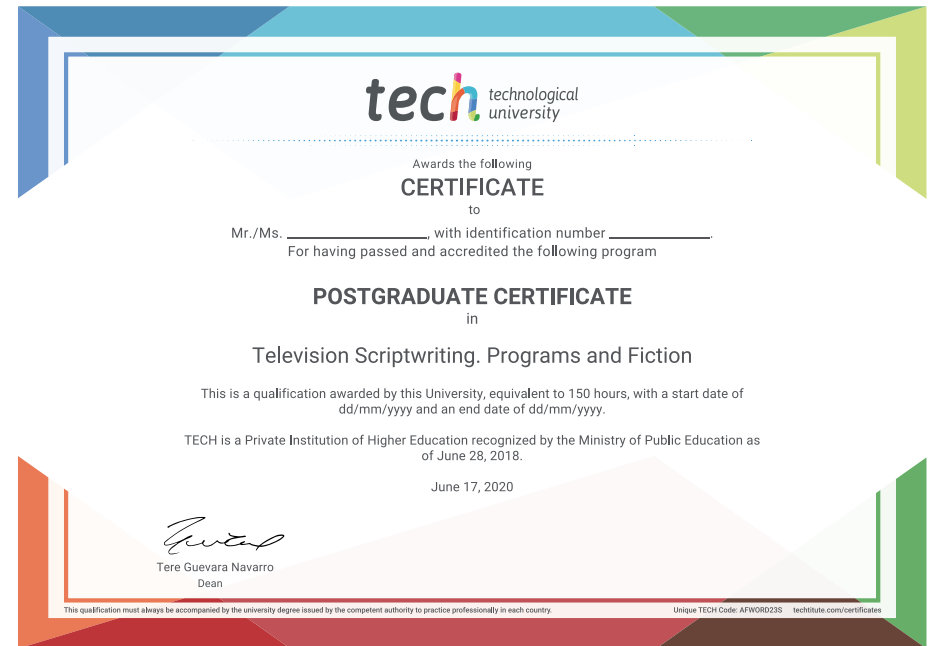 tech technological
university
Awards the following
CERTIFICATE
to
Mr./Ms. ____________________, with identification number ______________.
For having passed and accredited the following program
POSTGRADUATE CERTIFICATE
in
Television Scriptwriting. Programs and Fiction
This is a qualification awarded by this University, equivalent to 150 hours, with a start date of
dd/mm/yyyy and an end date of dd/mm/yyyy.
TECH is a Private Institution of Higher Education recognized by the Ministry of Public Education as
of June 28, 2018.
June 17, 2020
Tere Guevara Navarro
Dean
This qualification must always be accompanied by the university degree issued by the competent authority to practice professionally in each country.
Unique TECH Code: AFWORD23S techtitute.com/certificates